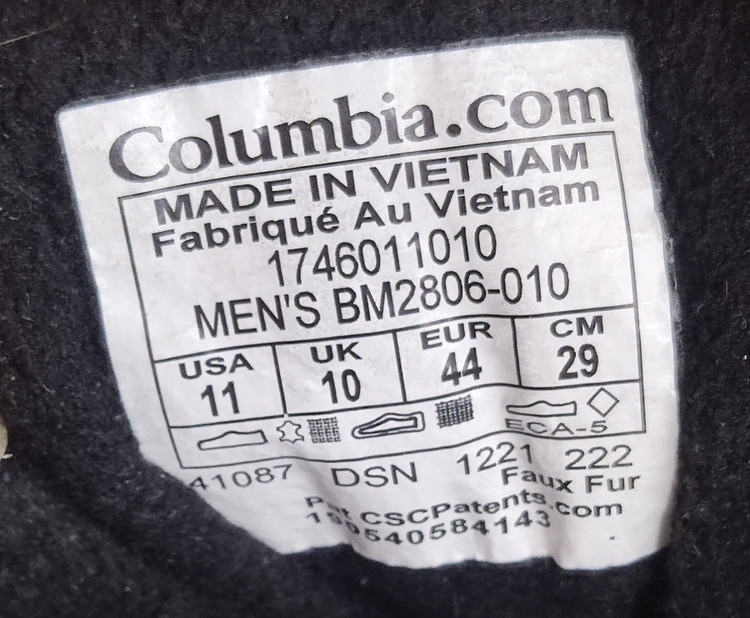 Columbia.com
MADE IN VIETNAM
Fabriqué Au Vietnam
1746011010
MEN'S BM2806-010
USA UK EUR CM
11 10 44 29
ECA-5
41087 DSN 1221 222
Faux Fur
Pat CSCPatents.com